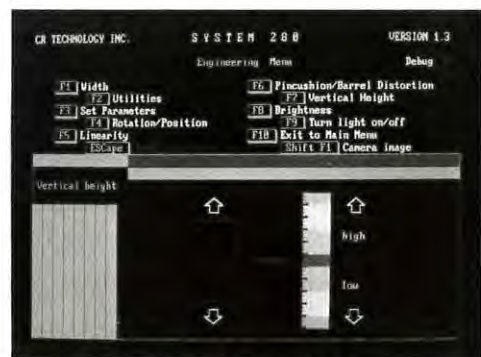 CR TECHNOLOGY INC. SYSTEM 280 VERSION 1.3
Engineering Menu Debug
F1 Width
F2 Utilities
F3 Set Parameters
F4 Rotation/Position
F5 Linearity
ESCape
F6 Pincushion/Barrel Distortion
F7 Vertical Height
F8 Brightness
F9 Turn light on/off
F10 Exit to Main Menu
Shift F1 Camera image
Vertical height
high
low